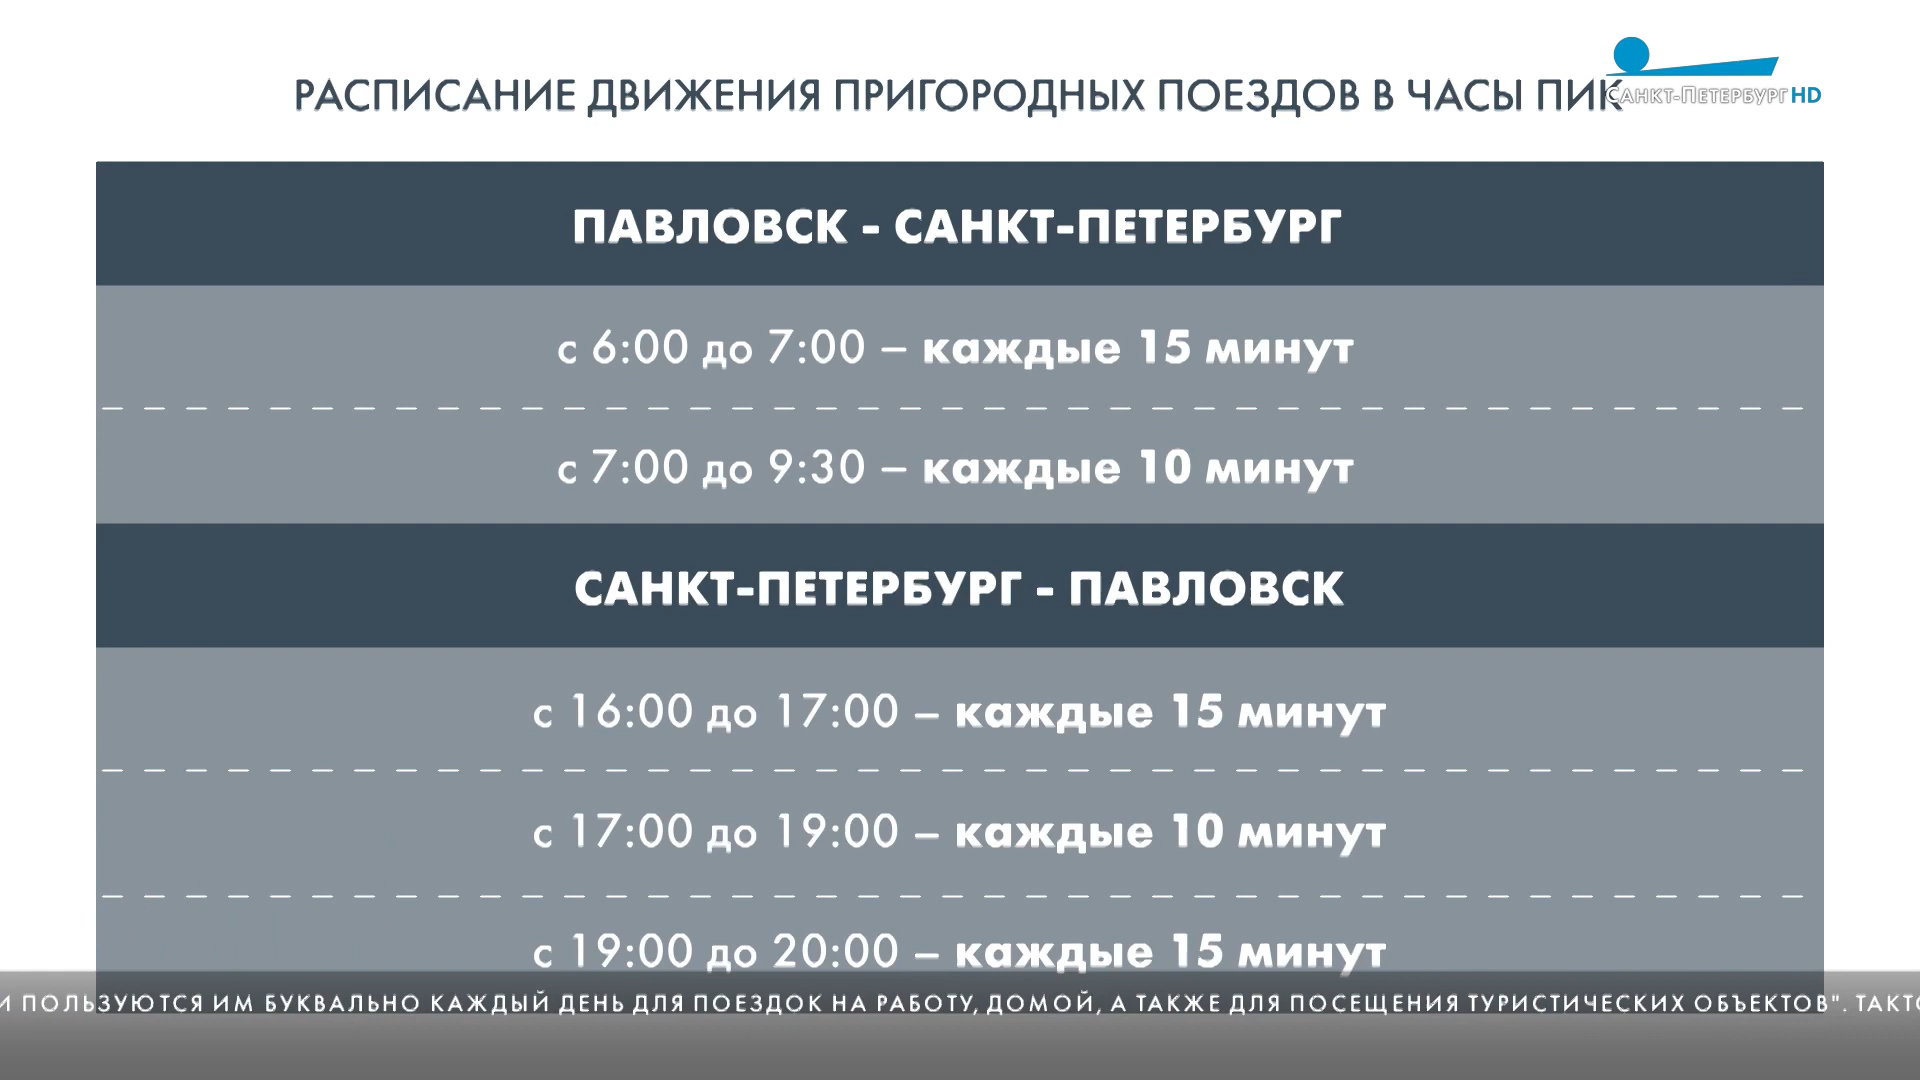 РАСПИСАНИЕ ДВИЖЕНИЯ ПРИГОРОДНЫХ ПОЕЗДОВ В ЧАСЫ ПИК
САНКТ-ПЕТЕРБУРГ HD
ПАВЛОВСК - САНКТ-ПЕТЕРБУРГ
с 6:00 до 7:00 – каждые 15 минут
с 7:00 до 9:30 – каждые 10 минут
САНКТ-ПЕТЕРБУРГ - ПАВЛОВСК
с 16:00 до 17:00 – каждые 15 минут
с 17:00 до 19:00 – каждые 10 минут
с 19:00 до 20:00 – каждые 15 минут
И ПОЛЬЗУЮТСЯ ИМ БУКВАЛЬНО КАЖДЫЙ ДЕНЬ ДЛЯ ПОЕЗДОК НА РАБОТУ, ДОМОЙ, А ТАКЖЕ ДЛЯ ПОСЕЩЕНИЯ ТУРИСТИЧЕСКИХ ОБЪЕКТОВ". ТАКТ